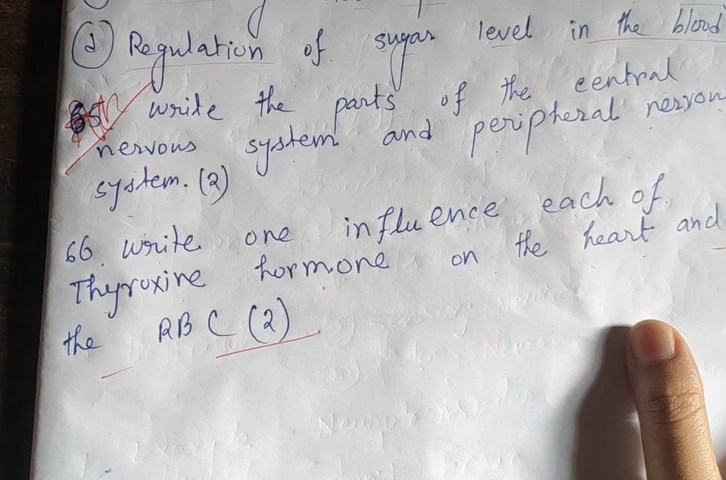 (d) Regulation of sugar level in the blood
write the parts of the central
nervous system and peripheral nervon
system. (2)
66. Write one influence each of
Thyroxine hormone on the heart and
the RBC (2)